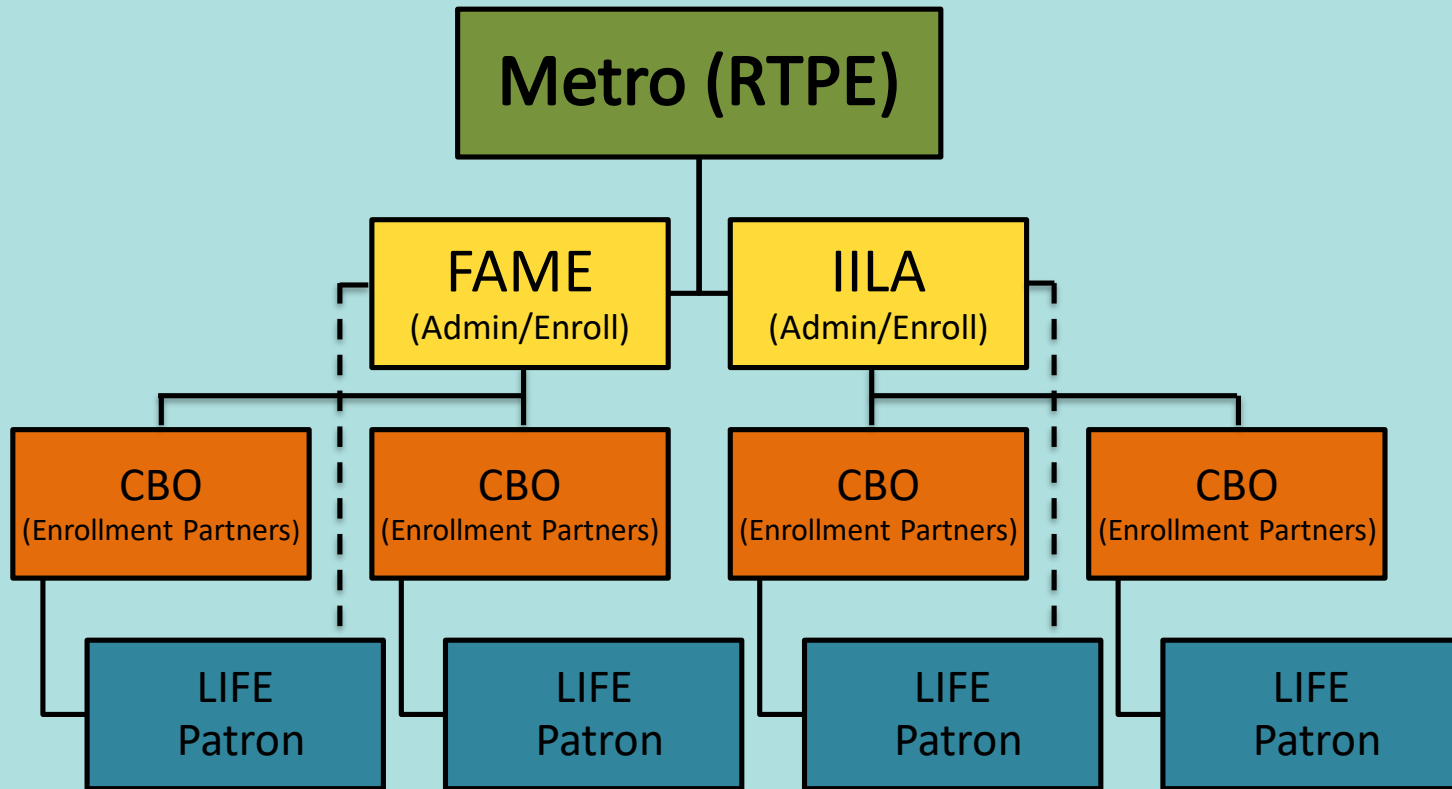 Metro (RTPE)
FAME
(Admin/Enroll)
IILA
(Admin/Enroll)
CBO
(Enrollment Partners)
CBO
(Enrollment Partners)
CBO
(Enrollment Partners)
CBO
(Enrollment Partners)
LIFE
Patron
LIFE
Patron
LIFE
Patron
LIFE
Patron